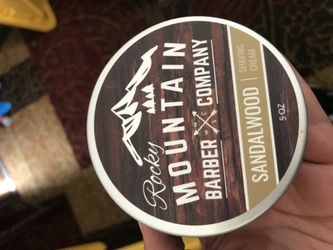 Rocky
MOUNTAIN
BARBER COMPANY
SANDALWOOD
SHAVING
CREAM
5 OZ